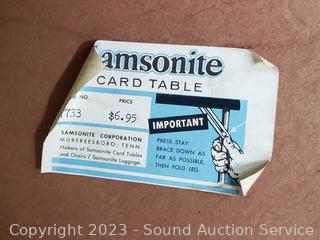 Samsonite
CARD TABLE
NO. PRICE
7733 $6.95
IMPORTANT
SAMSONITE CORPORATION
MURFREESBORO, TENN.
Makers of Samsonite Card Tables
and Chairs / Samsonite Luggage.
PRESS STAY
BRACE DOWN AS
FAR AS POSSIBLE,
THEN FOLD LEG
Copyright 2023 - Sound Auction Service